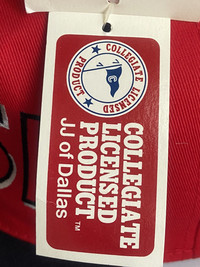 COLLEGIATE LICENSED
PRODUCT
COLLEGIATE
LICENSED
PRODUCT™
JJ of Dallas